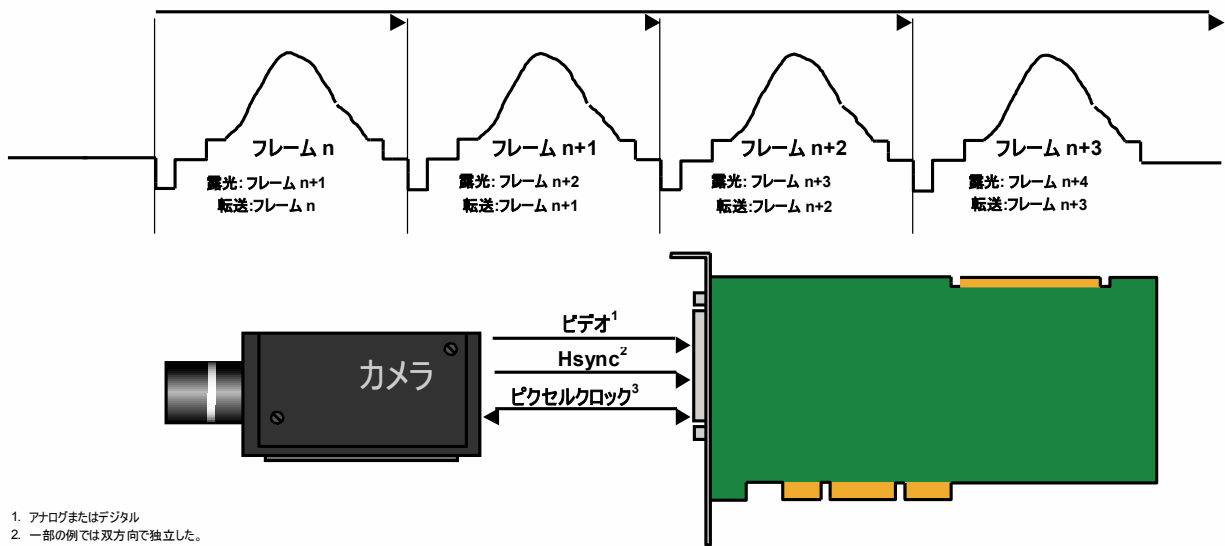 フレーム n
露光: フレーム n+1
転送:フレーム n
フレーム n+1
露光: フレーム n+2
転送:フレーム n+1
フレーム n+2
露光: フレーム n+3
転送:フレーム n+2
フレーム n+3
露光: フレーム n+4
転送:フレーム n+3
カメラ
ビデオ1
Hsync2
ピクセルクロック3
1. アナログまたはデジタル
2. 一部の例では双方向で独立した。